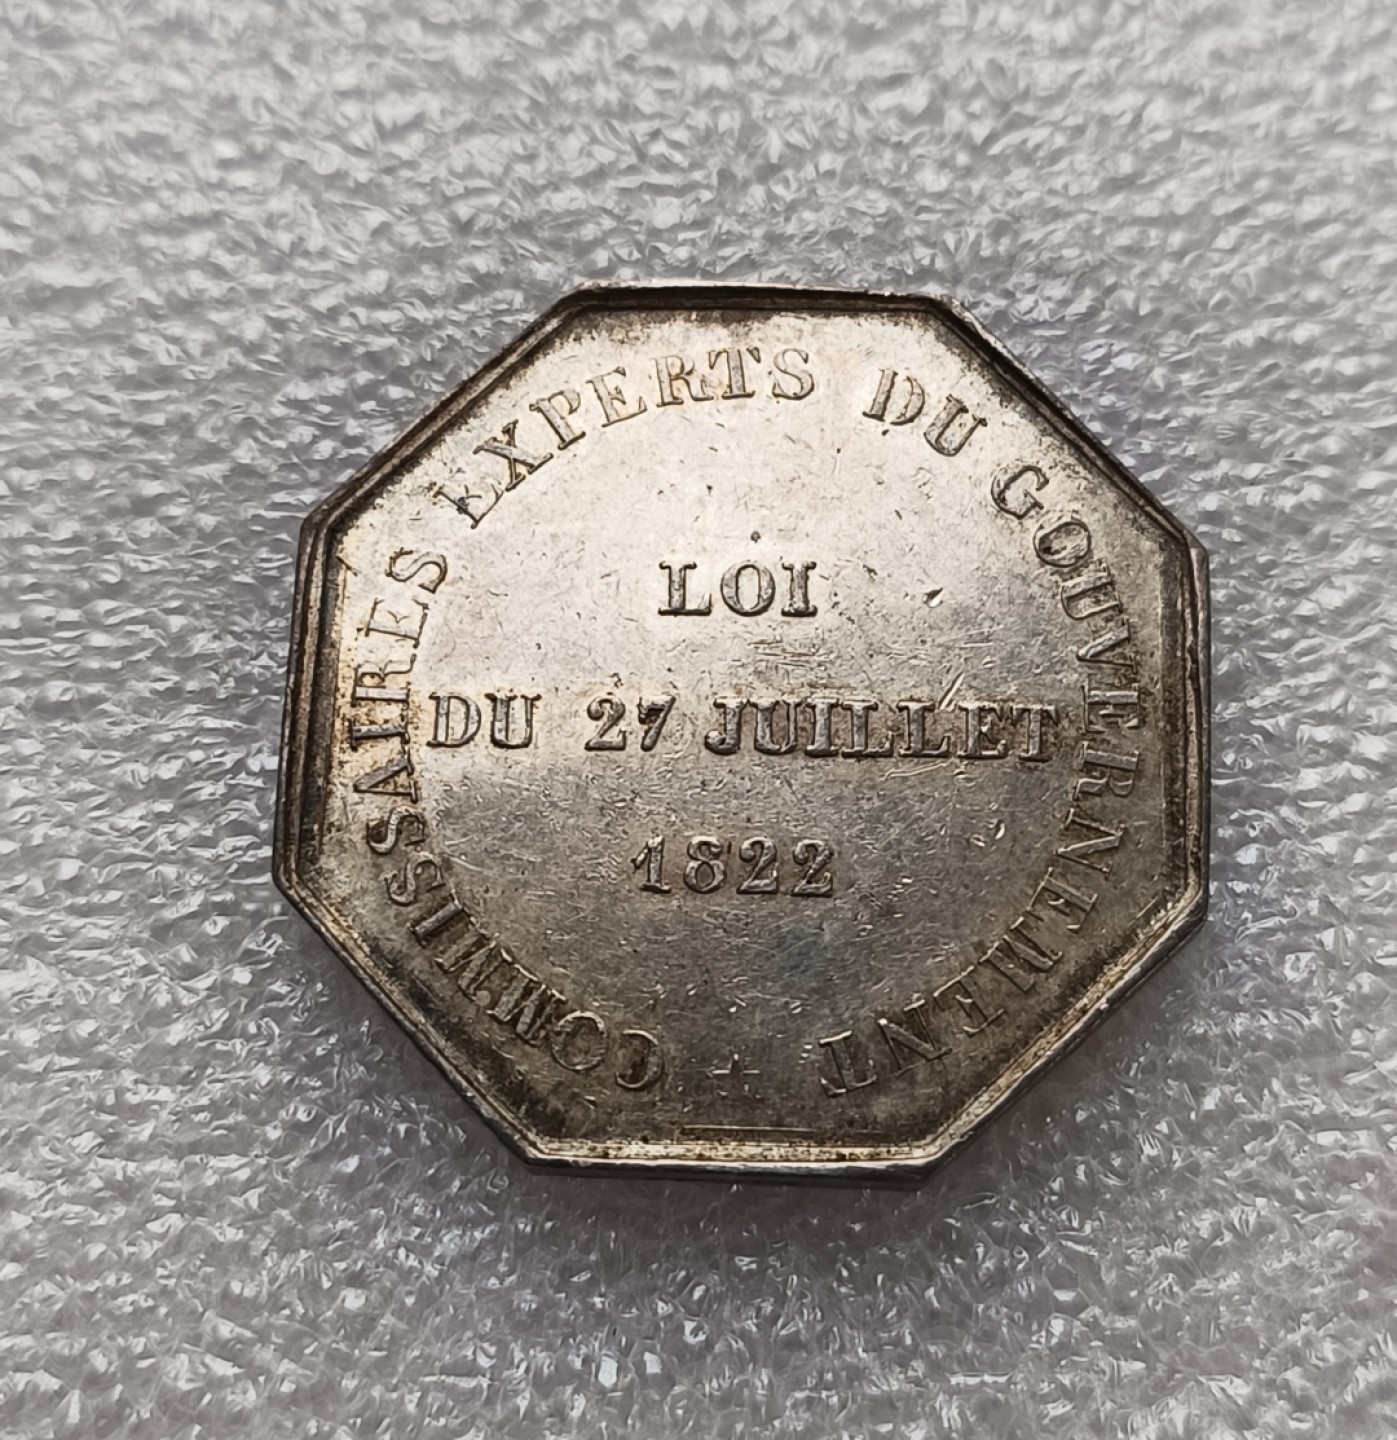 COMMISSAIRES EXPERTS DU GOUVERNEMENT
LOI
DU 27 JUILLET
1822